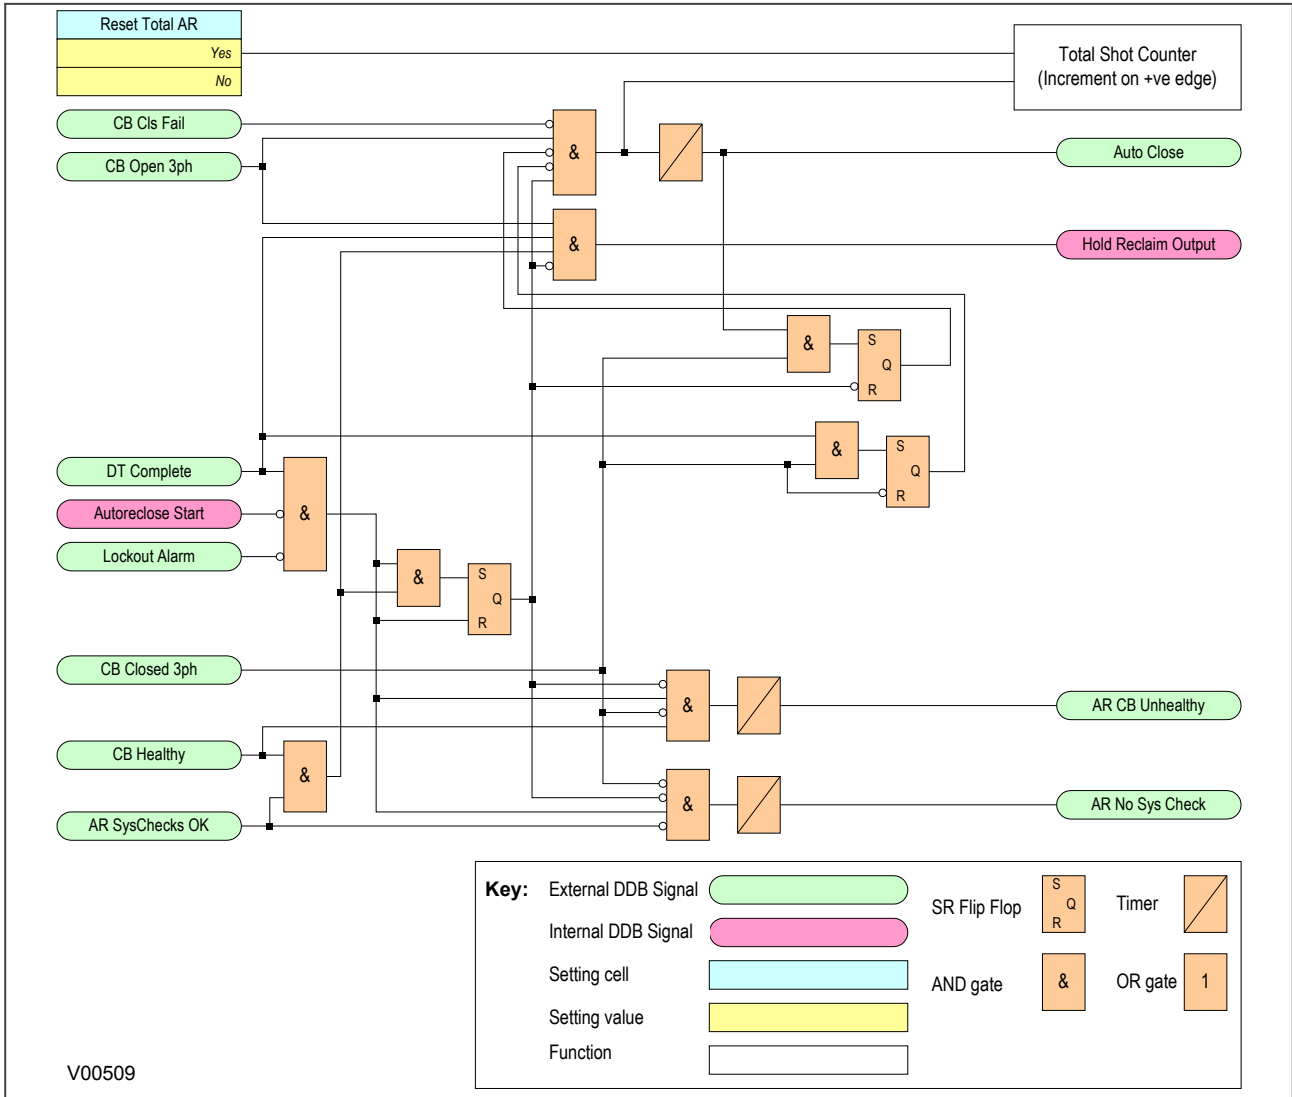 Reset Total AR
Yes
No
Total Shot Counter
(Increment on +ve edge)
CB Cls Fail
&
Auto Close
CB Open 3ph
&
Hold Reclaim Output
&
S
Q
R
&
S
Q
R
DT Complete
Autoreclose Start
&
Lockout Alarm
&
S
Q
R
CB Closed 3ph
&
AR CB Unhealthy
CB Healthy
&
&
AR No Sys Check
AR SysChecks OK
Key:
External DDB Signal
SR Flip Flop
S
Q
R
Timer
Internal DDB Signal
Setting cell
AND gate
&
OR gate
1
Setting value
Function
V00509